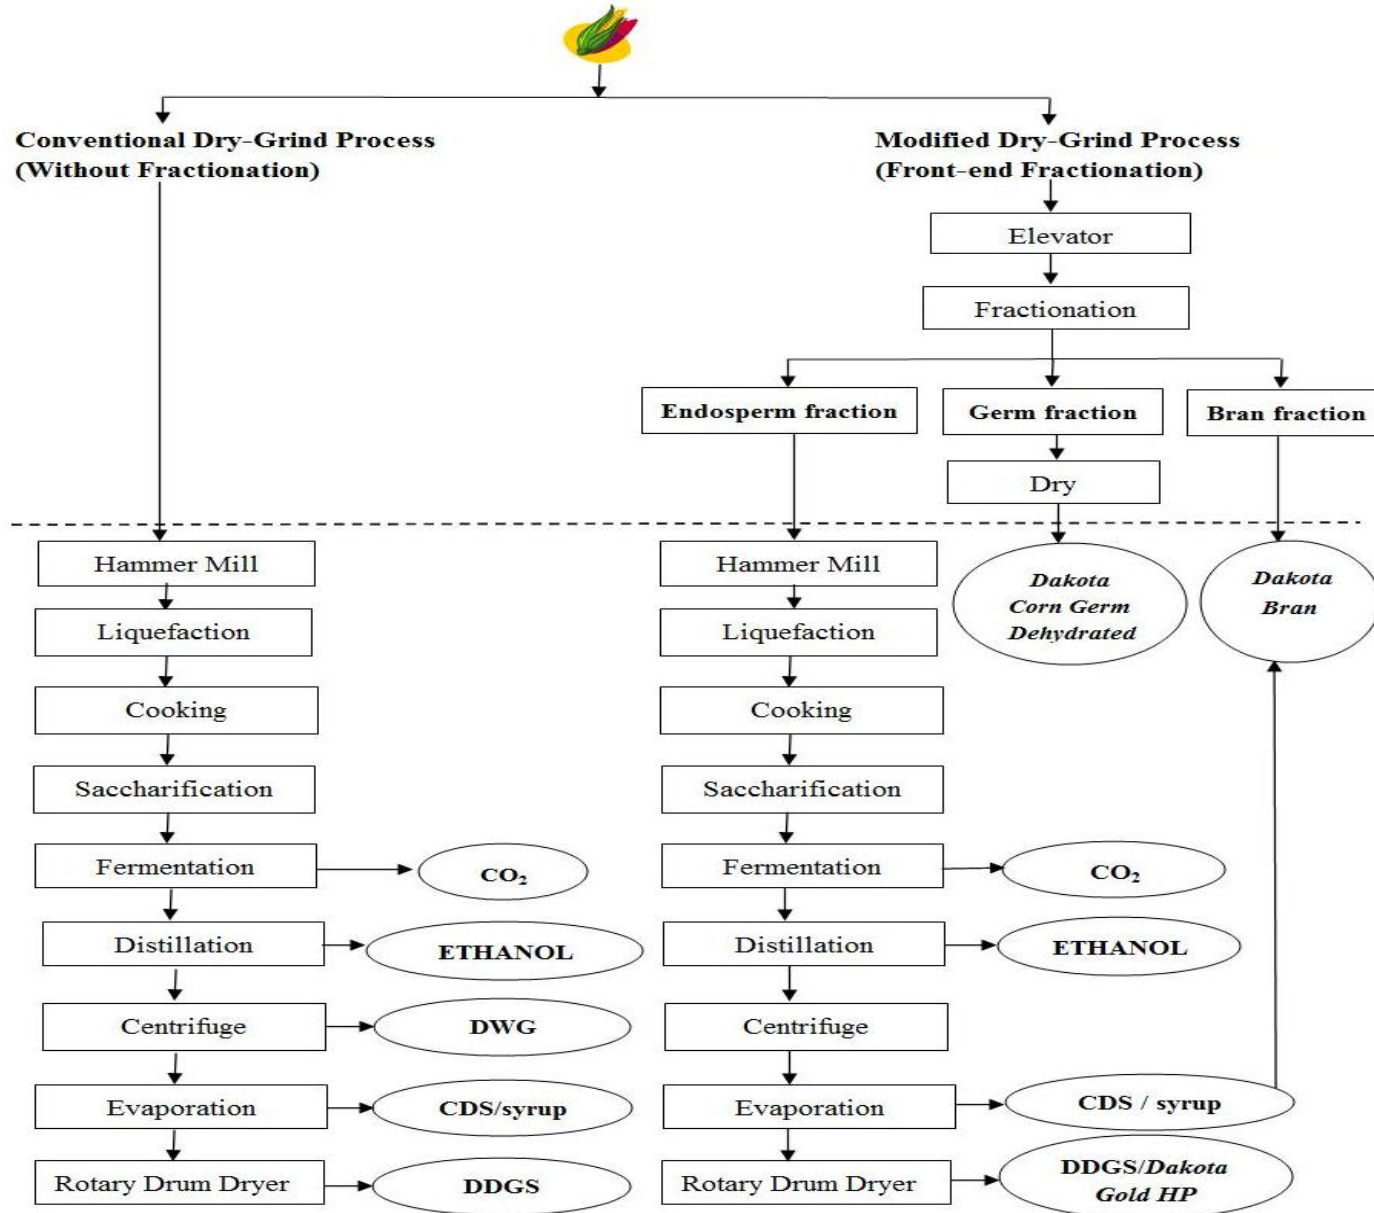 Conventional Dry-Grind Process
(Without Fractionation)
Modified Dry-Grind Process
(Front-end Fractionation)
Elevator
Fractionation
Endosperm fraction
Germ fraction
Bran fraction
Dry
Hammer Mill
Liquefaction
Cooking
Saccharification
Fermentation
CO₂
Distillation
ETHANOL
Centrifuge
DWG
Evaporation
CDS/syrup
Rotary Drum Dryer
DDGS
Hammer Mill
Liquefaction
Cooking
Saccharification
Fermentation
CO₂
Distillation
ETHANOL
Centrifuge
Evaporation
CDS / syrup
Rotary Drum Dryer
DDGS/Dakota
Gold HP
Dakota
Corn Germ
Dehydrated
Dakota
Bran